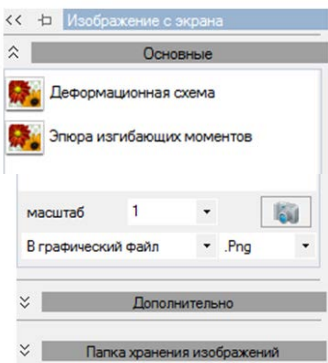 << Изображение с экрана
Основные
Деформационная схема
Эпюра изгибающих моментов
масштаб 1
В графический файл .Png
Дополнительно
Папка хранения изображений